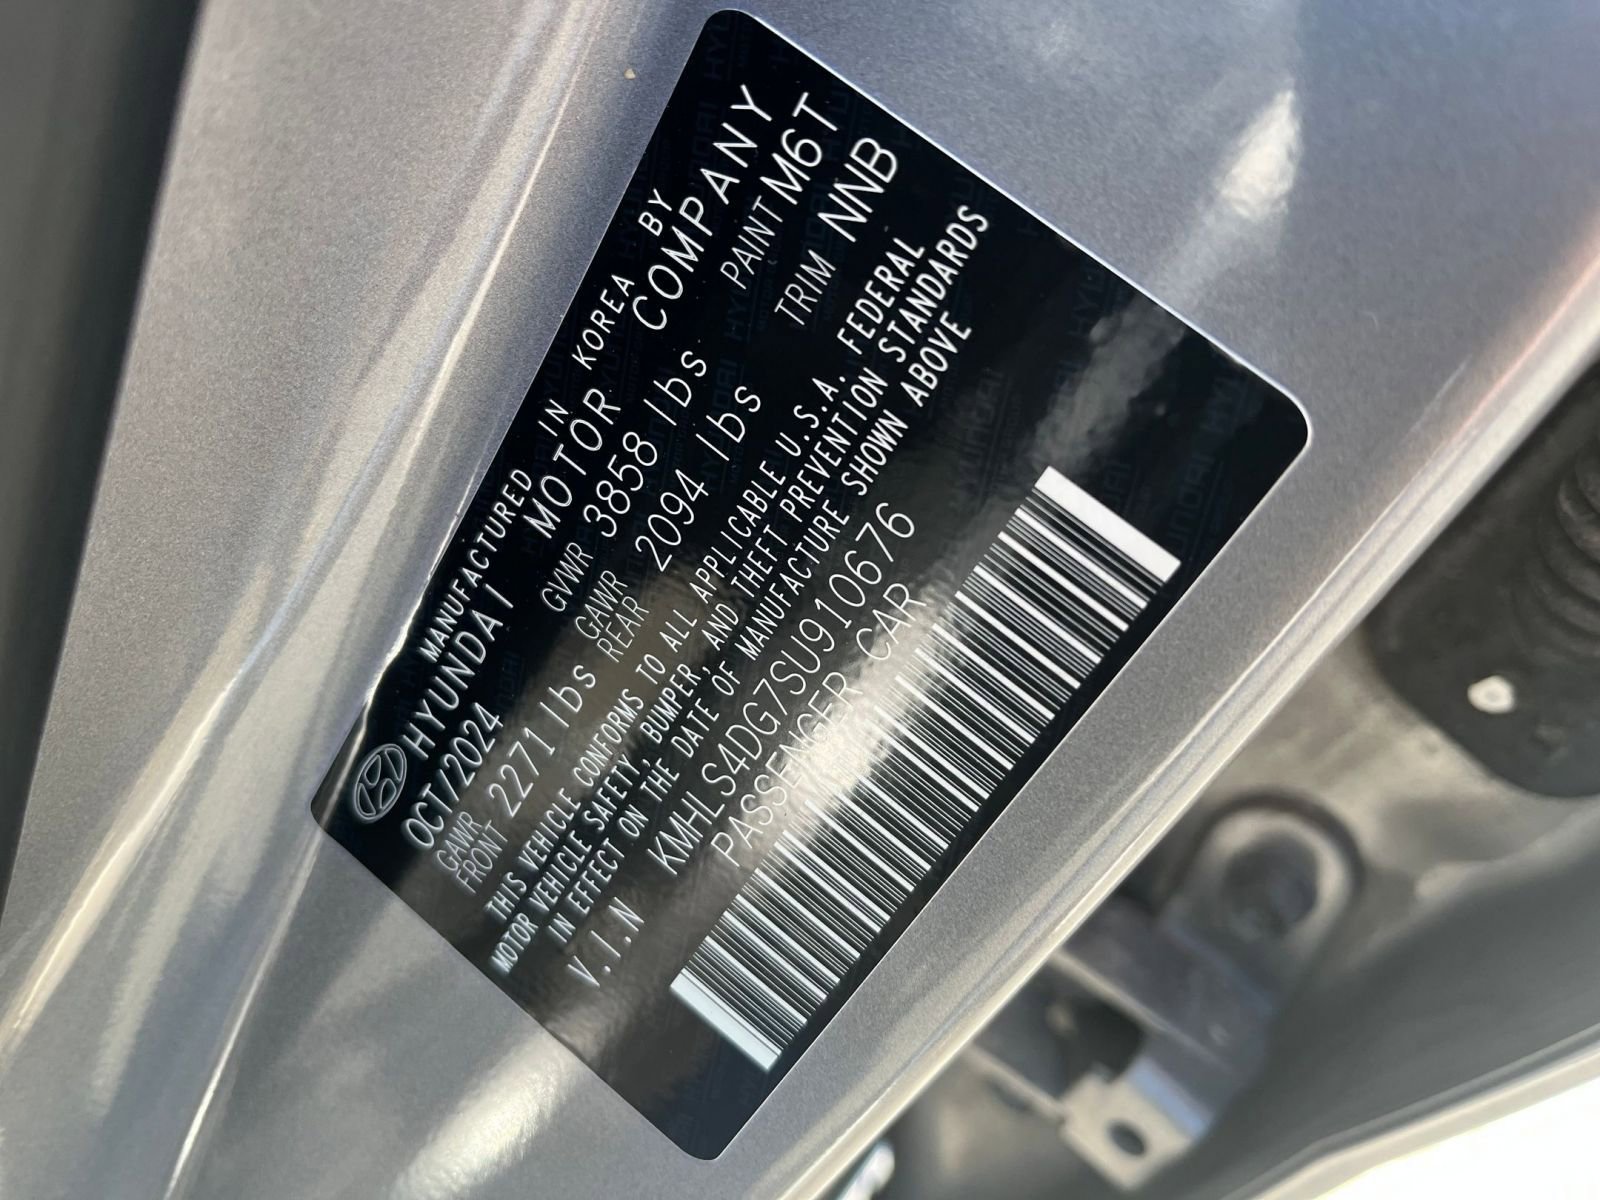 MANUFACTURED IN KOREA BY
HYUNDAI MOTOR COMPANY
OCT/2024 GVWR 3858 lbs PAINT M6T
GAWR FRONT 2271 lbs GAWR REAR 2094 lbs TRIM NNB
THIS VEHICLE CONFORMS TO ALL APPLICABLE U.S.A. FEDERAL
MOTOR VEHICLE SAFETY, BUMPER, AND THEFT PREVENTION STANDARDS
IN EFFECT ON THE DATE OF MANUFACTURE SHOWN ABOVE
V.I.N KMHLS4DG7SU910676
PASSENGER CAR